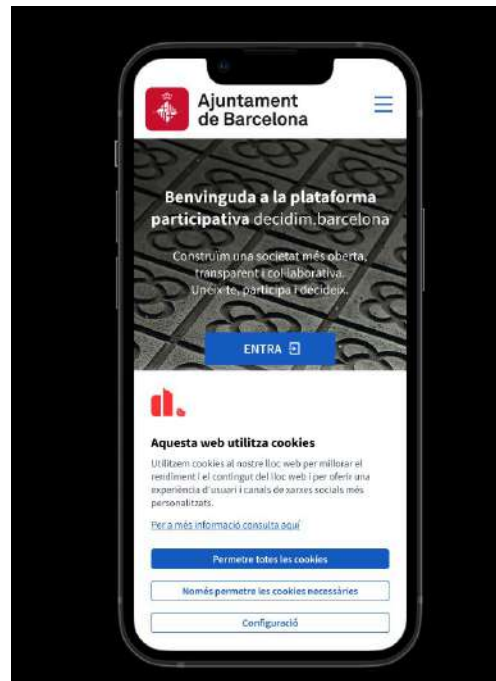 Ajuntament
de Barcelona
Benvinguda a la plataforma
participativa decidim.barcelona
Construïm una societat més oberta,
transparent i col·laborativa.
Uneix-te, participa i decideix.
ENTRA
Aquesta web utilitza cookies
Utilitzem cookies al nostre lloc web per millorar el
rendiment i el contingut del lloc web i per oferir una
experiència d'usuari i canals de xarxes socials més
personalitzats.
Per a més informació consulta aquí
Permetre totes les cookies
Només permetre les cookies necessàries
Configuració